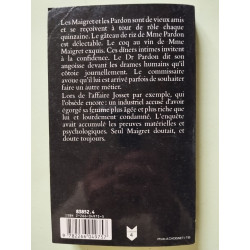 Les Maigret et les Pardon sont de vieux amis
et se reçoivent à tour de rôle chaque
quinzaine. Le gâteau de riz de Mme Pardon
est délectable. Le coq au vin de Mme
Maigret exquis. Ces dîners intimes invitent
à la confidence. Le Dr Pardon dit son
angoisse devant les drames humains qu'il
côtoie journellement. Le commissaire
avoue qu'il lui est arrivé parfois de souhaiter
faire un autre métier.
Lors de l'affaire Josset par exemple, qui
l'obsède encore : un industriel accusé d'avoir
égorgé sa femme plus âgée et plus riche que
lui et lourdement condamné. L'enquête
avait accumulé les preuves matérielles et
psychologiques. Seul Maigret doutait, et
doute toujours.